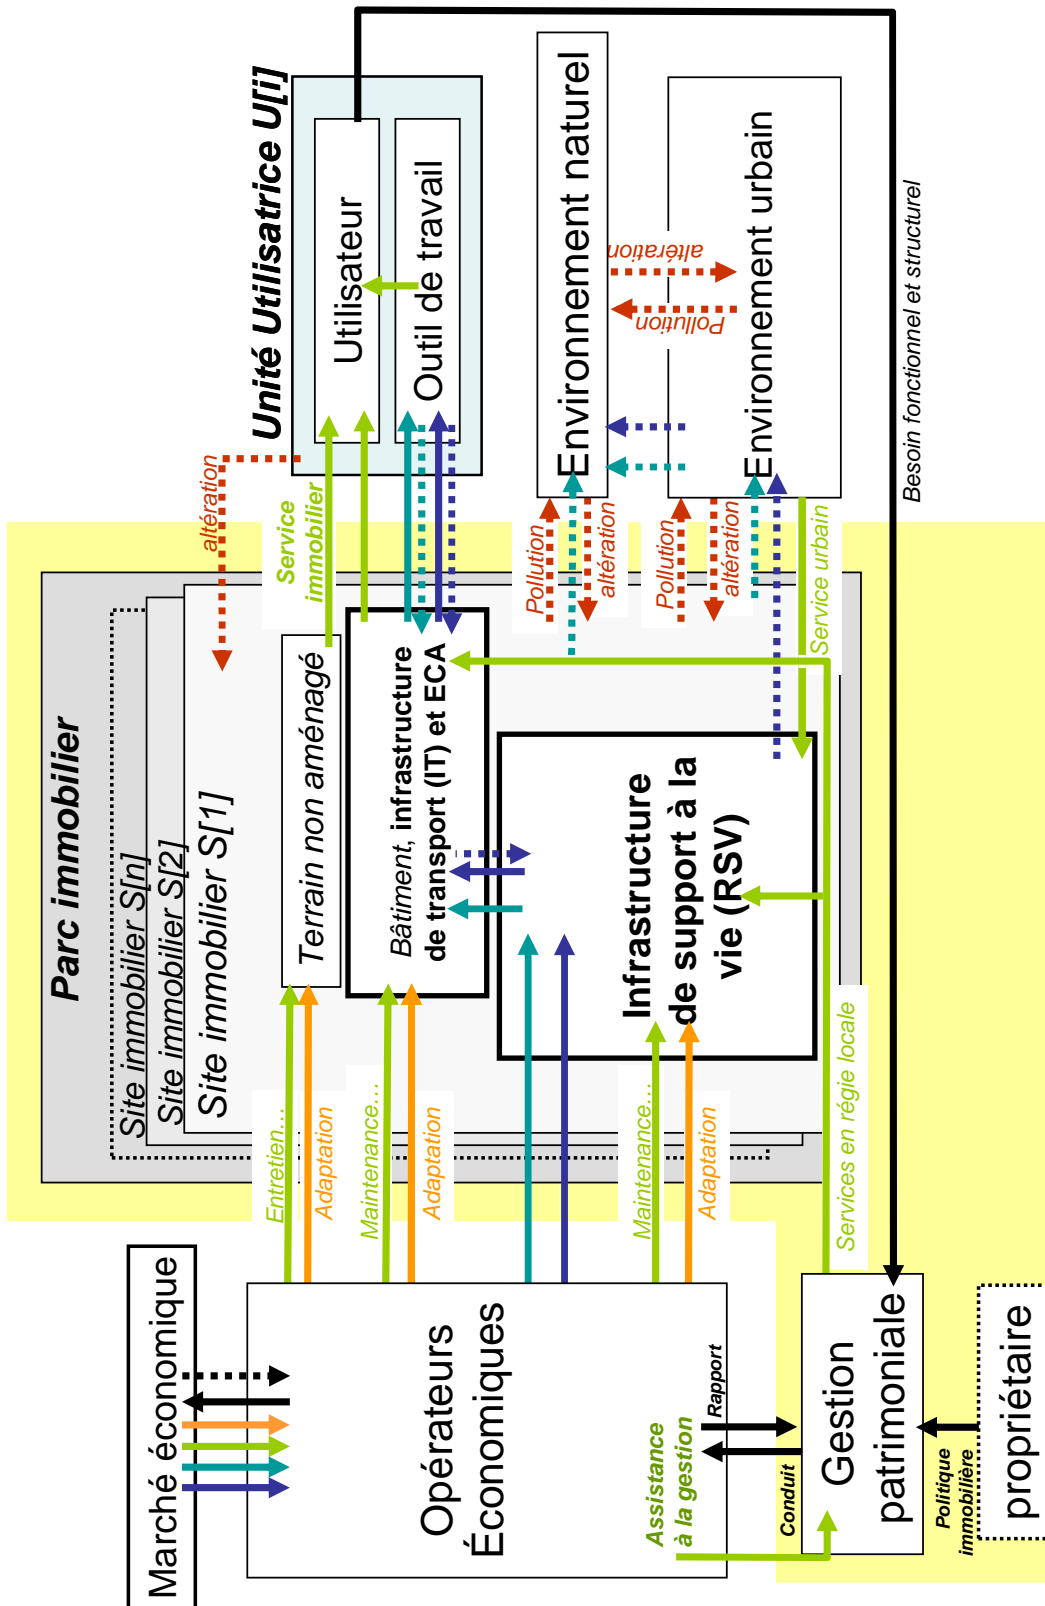 Marché économique
Opérateurs
Économiques
Assistance
à la gestion
Rapport
Conduit
Gestion
patrimoniale
Politique
immobilière
propriétaire
Parc immobilier
Site immobilier S[n]
Site immobilier S[2]
Site immobilier S[1]
Entretien…
Adaptation
Maintenance…
Adaptation
Maintenance…
Adaptation
Services en régie locale
Terrain non aménagé
Bâtiment, infrastructure
de transport (IT) et ECA
Infrastructure
de support à la
vie (RSV)
altération
Service
immobilier
Pollution
altération
Pollution
altération
Service urbain
Unité Utilisatrice U[i]
Utilisateur
Outil de travail
Environnement naturel
altération
Pollution
Environnement urbain
Besoin fonctionnel et structurel